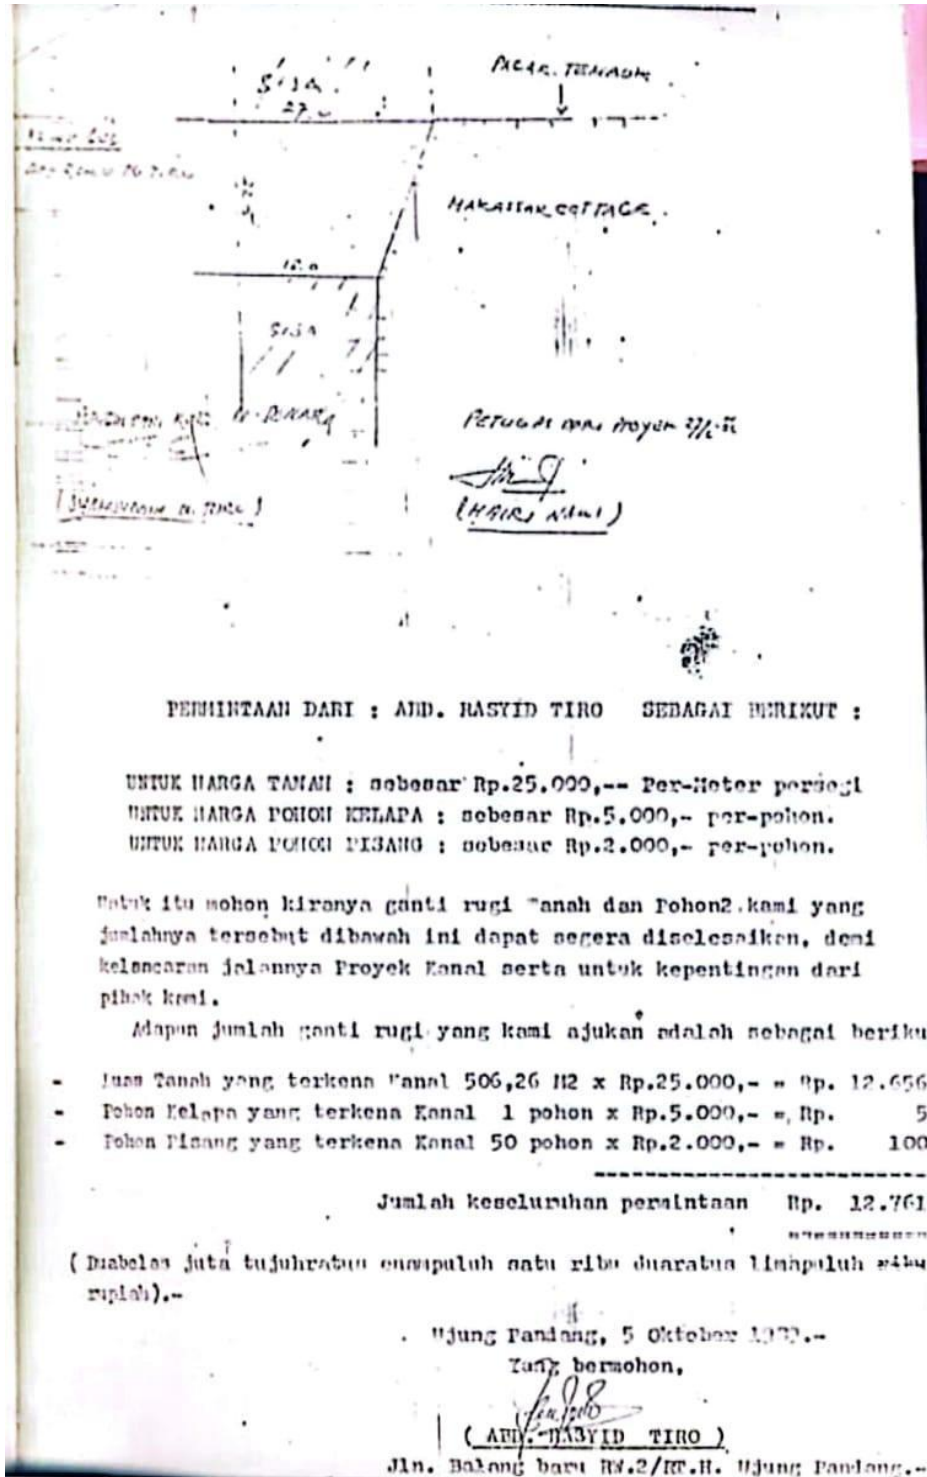 SISA
27.0
PAGAR. TEMBOK
MAKASSAR COTTAGE.
12.0
SISA
PETUGAS DARI PROYEK
(HAIRI NAWI)
PERMINTAAN DARI : ABD. RASYID TIRO SEBAGAI BERIKUT :
UNTUK HARGA TANAH : sebesar Rp.25.000,-- Per-Meter persegi
UNTUK HARGA POHON KELAPA : sebesar Rp.5.000,- per-pohon.
UNTUK HARGA POHON PISANG : sebesar Rp.2.000,- per-pohon.
Untuk itu mohon kiranya ganti rugi Tanah dan Pohon2.kami yang
jumlahnya tersebut dibawah ini dapat segera diselesaikan, demi
kelancaran jalannya Proyek Kanal serta untuk kepentingan dari
pihak kami.
Adapun jumlah ganti rugi yang kami ajukan adalah sebagai beriku
- Luas Tanah yang terkena Kanal 506,26 M2 x Rp.25.000,- = Rp. 12.656
- Pohon Kelapa yang terkena Kanal 1 pohon x Rp.5.000,- =, Rp. 5
- Pohon Pisang yang terkena Kanal 50 pohon x Rp.2.000,- = Rp. 100
Jumlah keseluruhan permintaan Rp. 12.761
( Duabelas juta tujuhratus enampuluh satu ribu duaratus limapuluh ribu
rupiah).-
Ujung Pandang, 5 Oktober
Yang bermohon,
( ABD. RASYID TIRO )
Jln. Balang baru RW.2/RT.H. Ujung Pandang.-